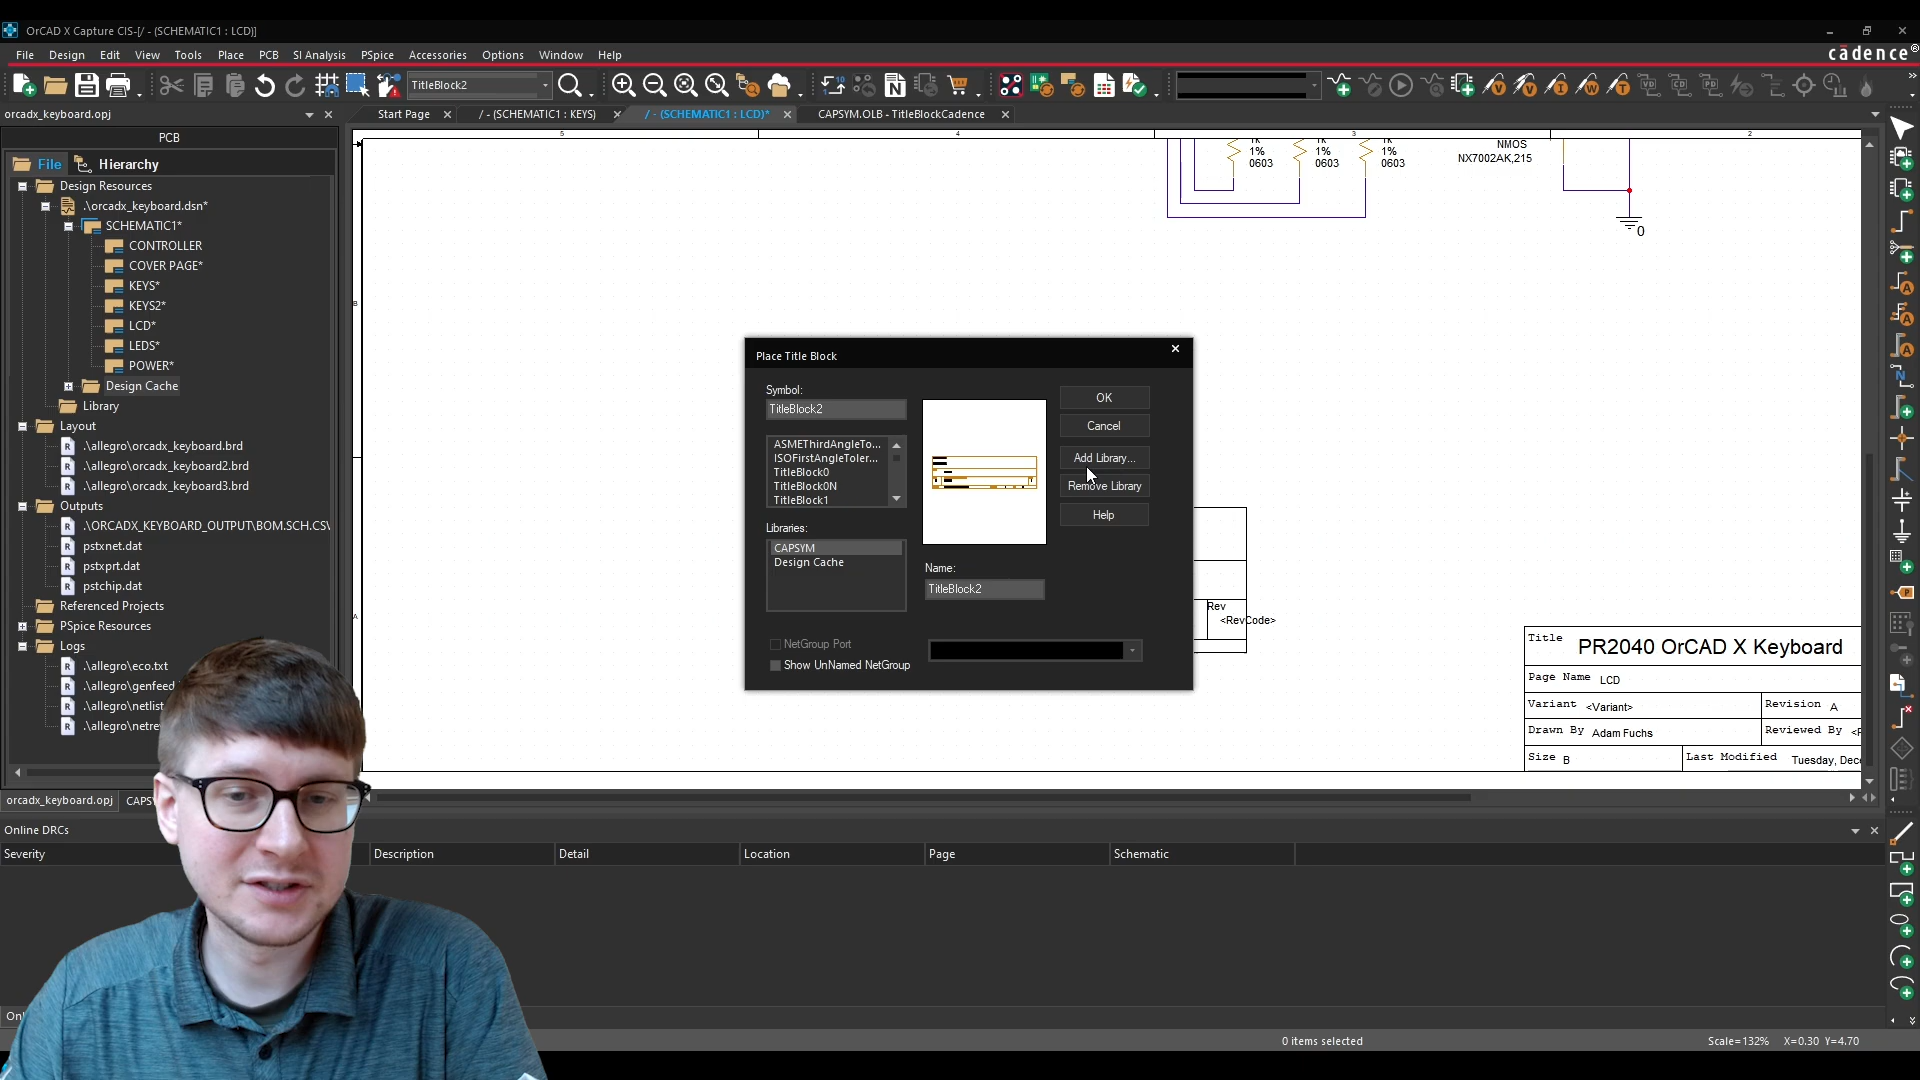 OrCAD X Capture CIS-[/ - (SCHEMATIC1 : LCD)]
File Design Edit View Tools Place PCB SI Analysis PSpice Accessories Options Window Help
cādence®
TitleBlock2
orcadx_keyboard.opj
Start Page
/ - (SCHEMATIC1 : KEYS)
/ - (SCHEMATIC1 : LCD)*
CAPSYM.OLB - TitleBlockCadence
PCB
File Hierarchy
Design Resources
.\orcadx_keyboard.dsn*
SCHEMATIC1*
CONTROLLER
COVER PAGE*
KEYS*
KEYS2*
LCD*
LEDS*
POWER*
Design Cache
Library
Layout
.\allegro\orcadx_keyboard.brd
.\allegro\orcadx_keyboard2.brd
.\allegro\orcadx_keyboard3.brd
Outputs
.\ORCADX_KEYBOARD_OUTPUT\BOM.SCH.CSV
pstxnet.dat
pstxprt.dat
pstchip.dat
Referenced Projects
PSpice Resources
Logs
.\allegro\eco.txt
.\allegro\genfeed
.\allegro\netlist
.\allegro\netre
orcadx_keyboard.opj
CAPS
5 4 3 2
B
A
1% 1% 1%
0603 0603 0603
NMOS
NX7002AK,215
0
Place Title Block
Symbol:
TitleBlock2
ASMEThirdAngleTo...
ISOFirstAngleToler...
TitleBlock0
TitleBlock0N
TitleBlock1
Libraries:
CAPSYM
Design Cache
OK
Cancel
Add Library...
Remove Library
Help
Name:
TitleBlock2
NetGroup Port
Show UnNamed NetGroup
Rev
<RevCode>
Title PR2040 OrCAD X Keyboard
Page Name LCD
Variant <Variant> Revision A
Drawn By Adam Fuchs Reviewed By
Size B Last Modified Tuesday, Dec
Online DRCs
Severity Description Detail Location Page Schematic
Onl
0 items selected
Scale=132% X=0.30 Y=4.70